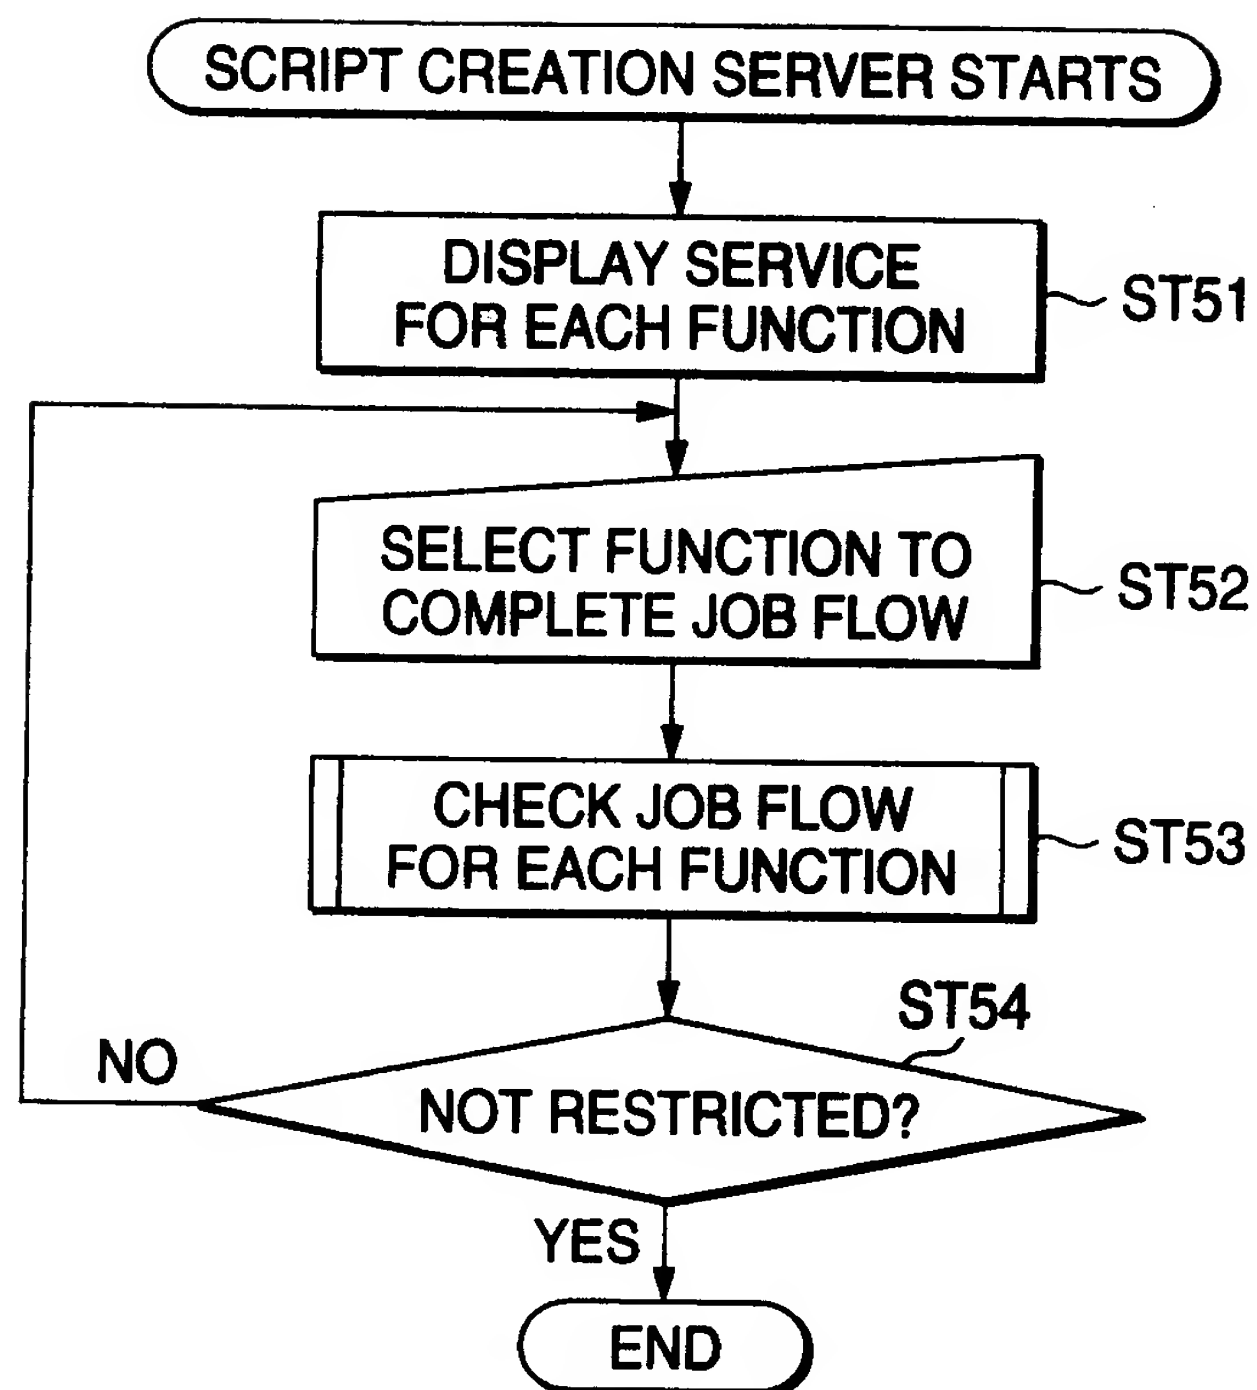 SCRIPT CREATION SERVER STARTS
DISPLAY SERVICE
FOR EACH FUNCTION
ST51
SELECT FUNCTION TO
COMPLETE JOB FLOW
ST52
CHECK JOB FLOW
FOR EACH FUNCTION
ST53
ST54
NO
NOT RESTRICTED?
YES
END